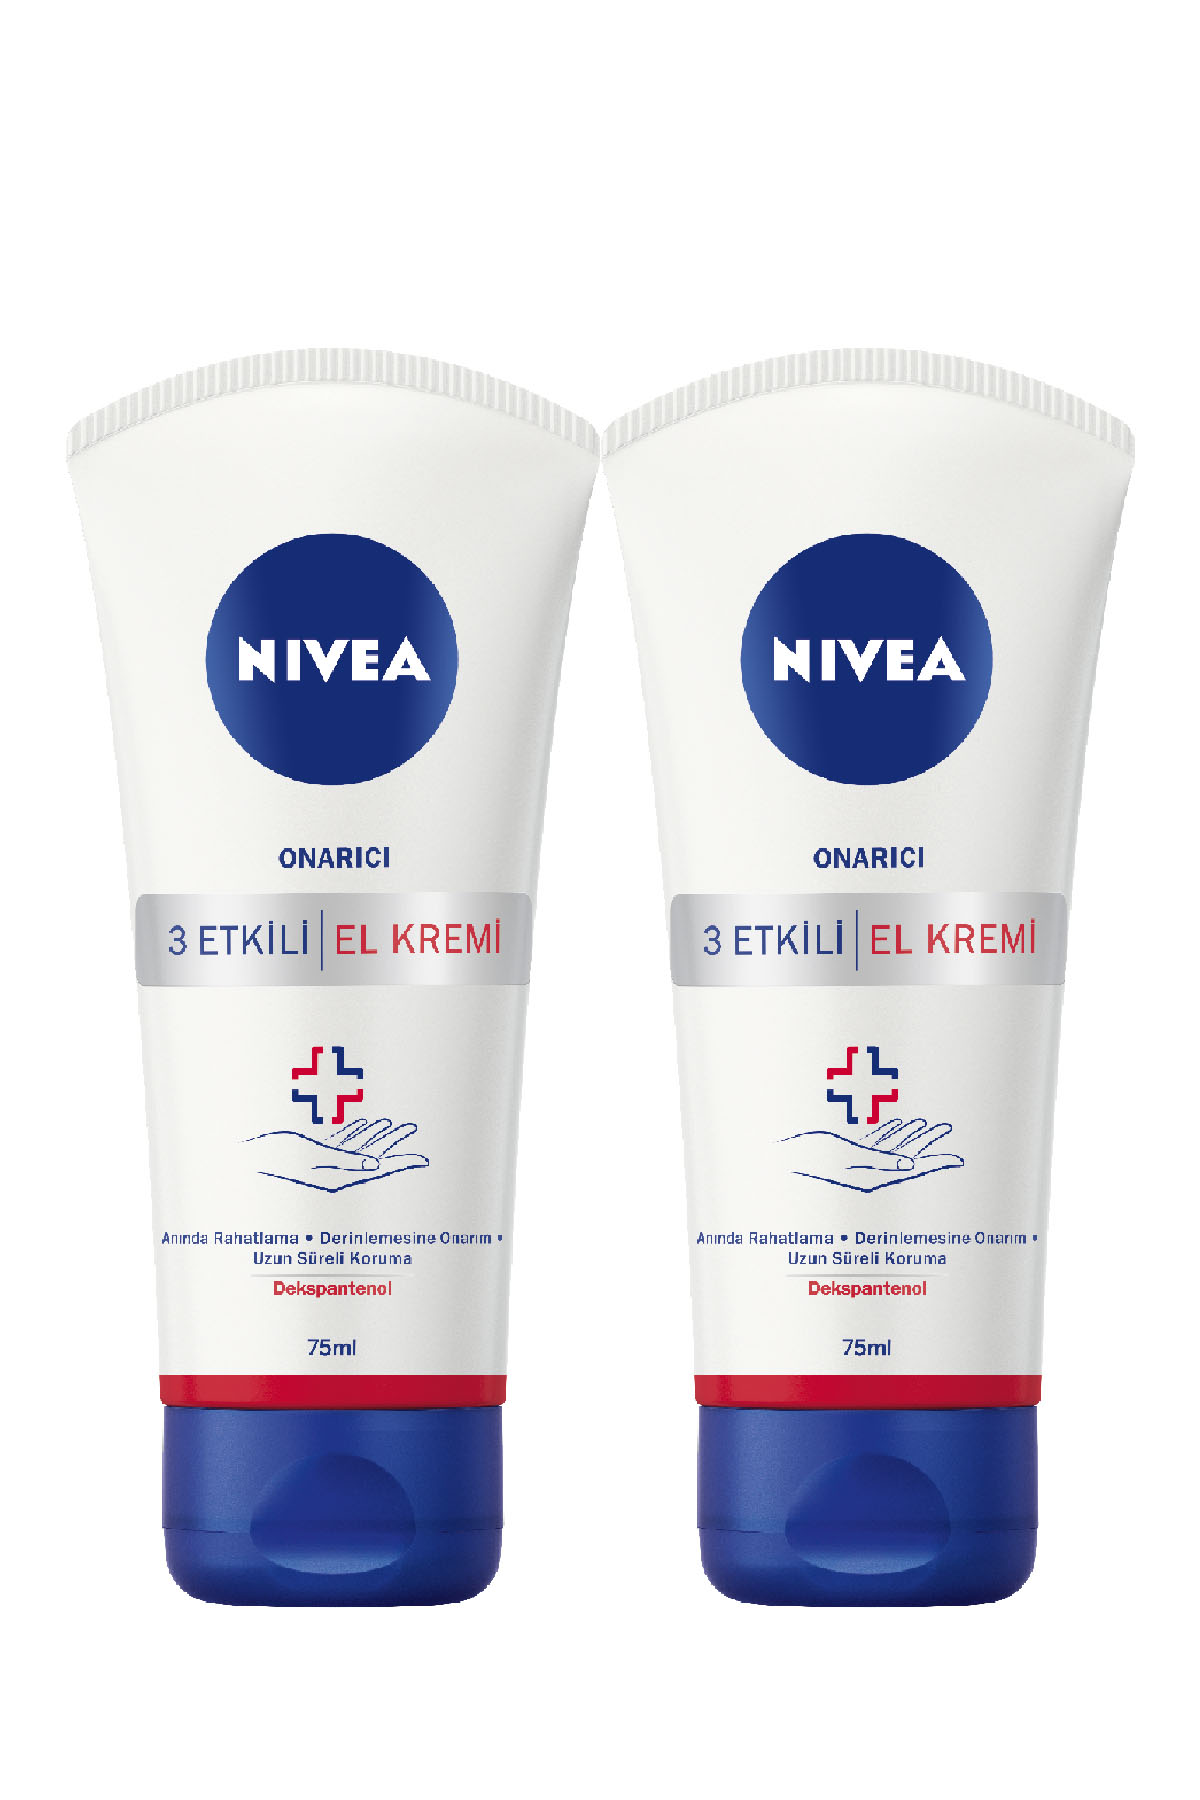 NIVEA
ONARICI
3 ETKİLİ | EL KREMİ
Anında Rahatlama • Derinlemesine Onarım •
Uzun Süreli Koruma
Dekspantenol
75ml
NIVEA
ONARICI
3 ETKİLİ | EL KREMİ
Anında Rahatlama • Derinlemesine Onarım •
Uzun Süreli Koruma
Dekspantenol
75ml